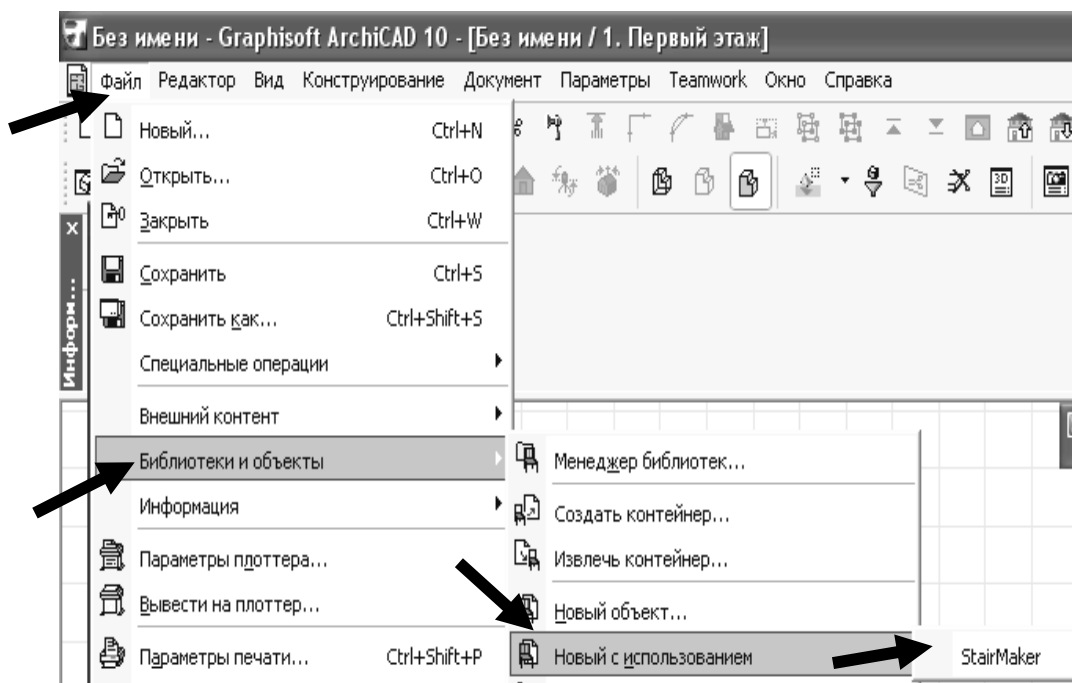 Без имени - Graphisoft ArchiCAD 10 - [Без имени / 1. Первый этаж]
Файл Редактор Вид Конструирование Документ Параметры Teamwork Окно Справка
Новый... Ctrl+N
Открыть... Ctrl+O
Закрыть Ctrl+W
Сохранить Ctrl+S
Сохранить как... Ctrl+Shift+S
Специальные операции
Внешний контент
Библиотеки и объекты
Информация
Параметры плоттера...
Вывести на плоттер...
Параметры печати... Ctrl+Shift+P
Менеджер библиотек...
Создать контейнер...
Извлечь контейнер...
Новый объект...
Новый с использованием
StairMaker
Информ...
3D